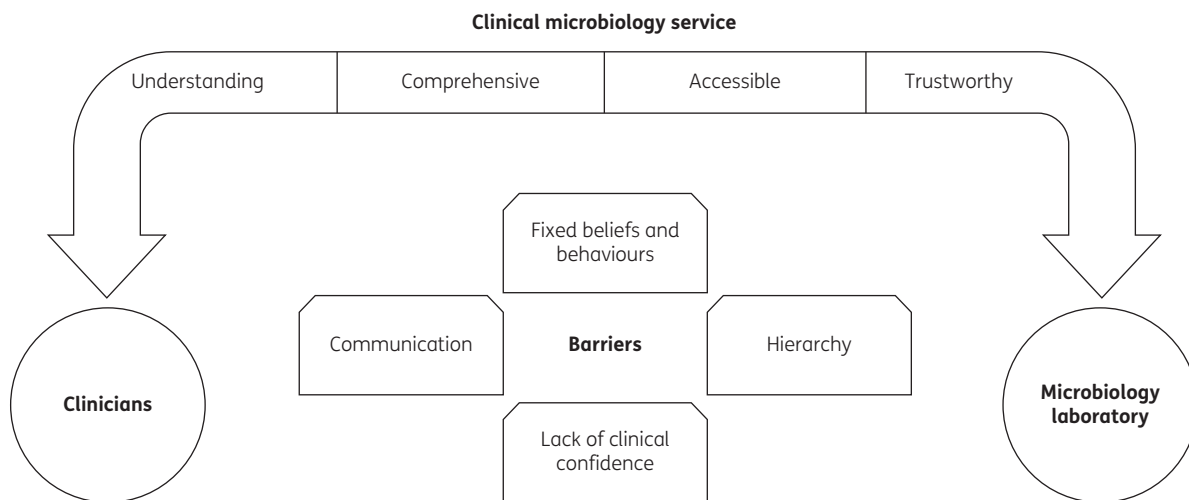 Clinical microbiology service
Understanding
Comprehensive
Accessible
Trustworthy
Fixed beliefs and
behaviours
Communication
Barriers
Hierarchy
Clinicians
Microbiology
laboratory
Lack of clinical
confidence